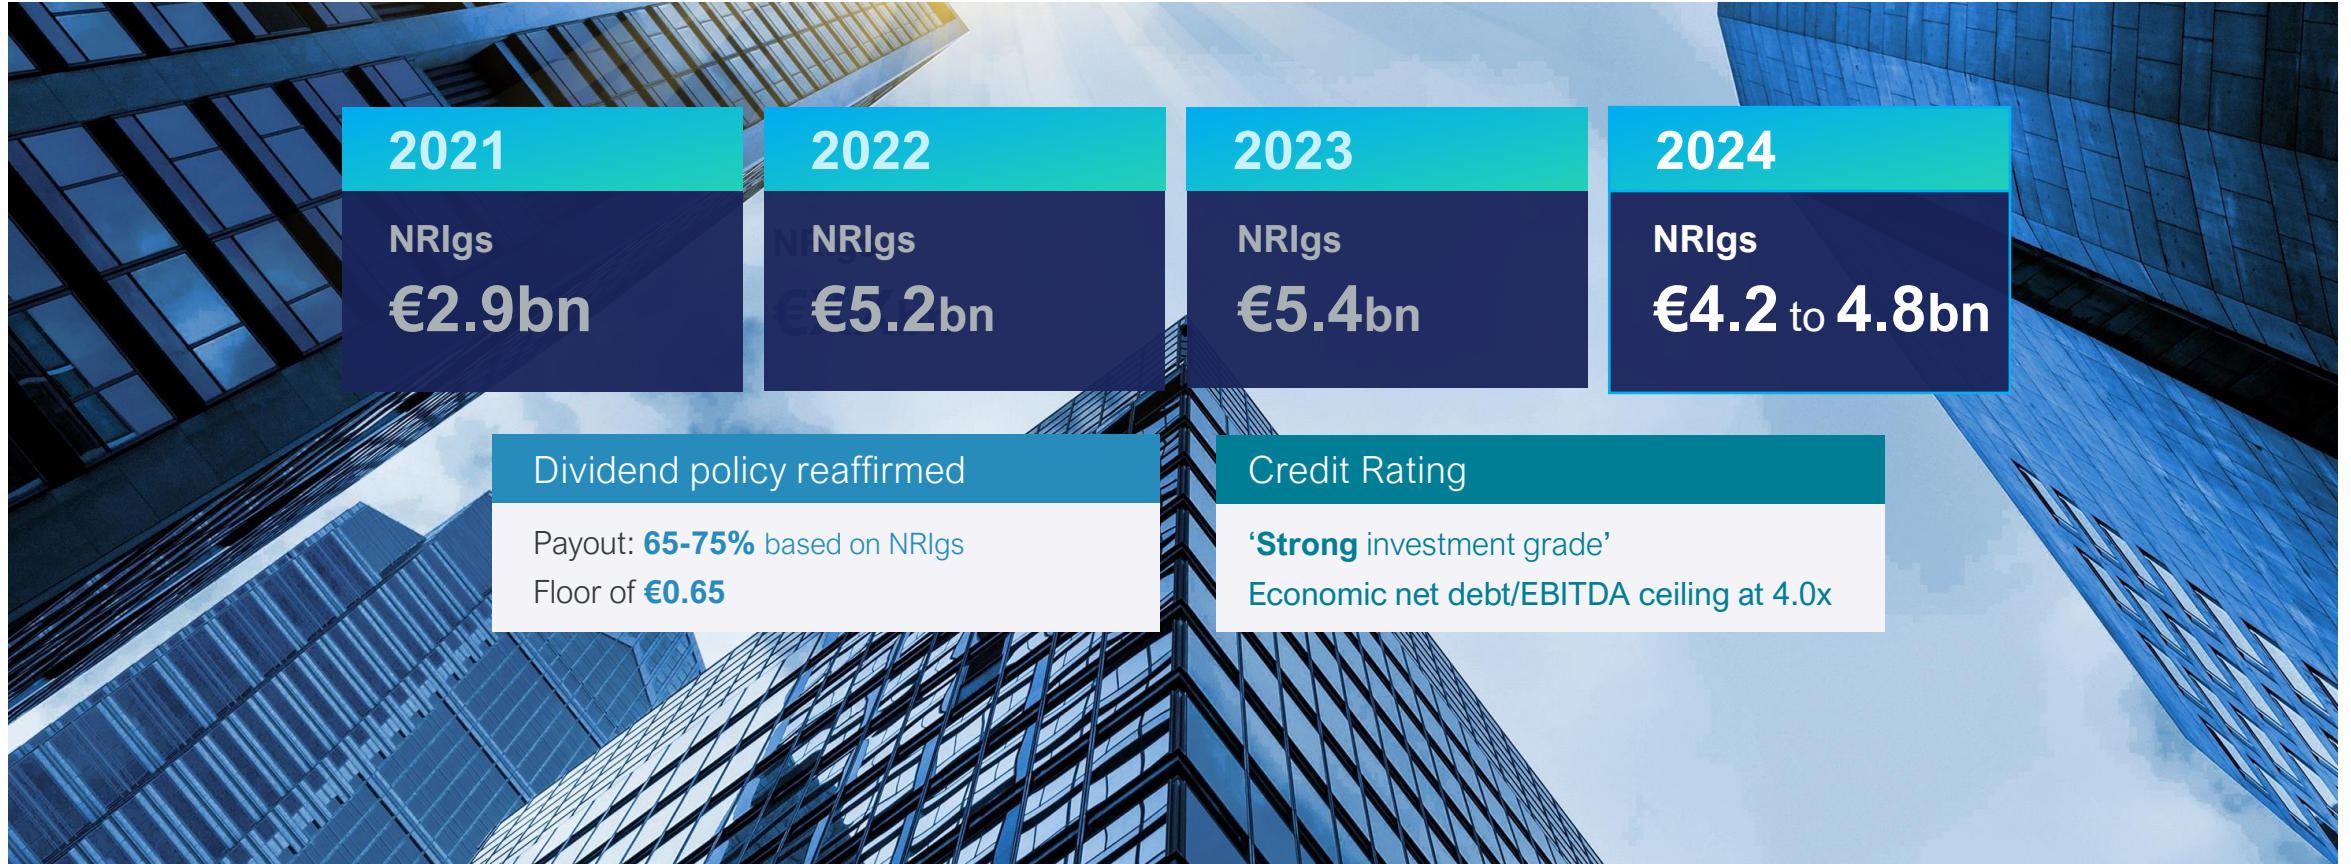 2021
NRIgs
€2.9bn
2022
NRIgs
€5.2bn
2023
NRIgs
€5.4bn
2024
NRIgs
€4.2 to 4.8bn
Dividend policy reaffirmed
Payout: 65-75% based on NRIgs
Floor of €0.65
Credit Rating
‘Strong investment grade’
Economic net debt/EBITDA ceiling at 4.0x